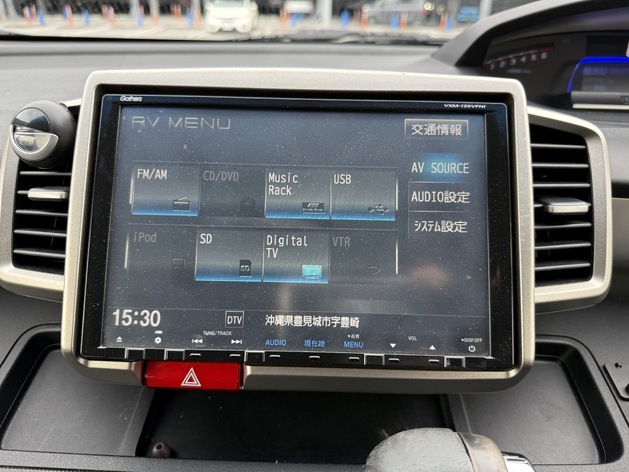 Gathers
VXM-155VFNi
AV MENU
交通情報
FM/AM
CD/DVD
Music Rack
USB
AV SOURCE
AUDIO設定
iPod
SD
Digital TV
VTR
システム設定
15:30
DTV
沖縄県豊見城市字豊崎
TUNE/TRACK
AUDIO
現在地
MENU
VOL
DISP.OFF